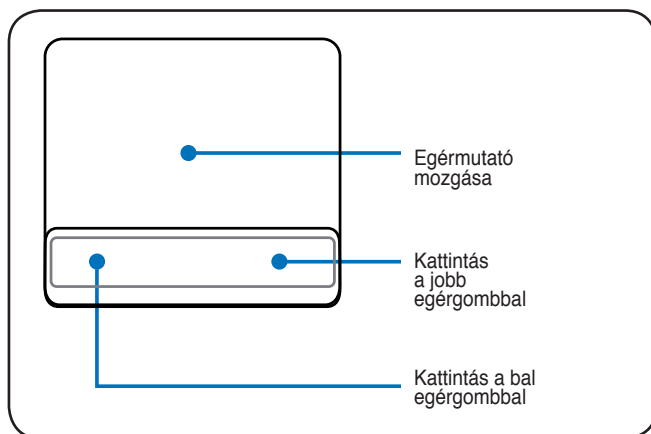 Egérmutató
mozgása
Kattintás
a jobb
egérgombbal
Kattintás a bal
egérgombbal